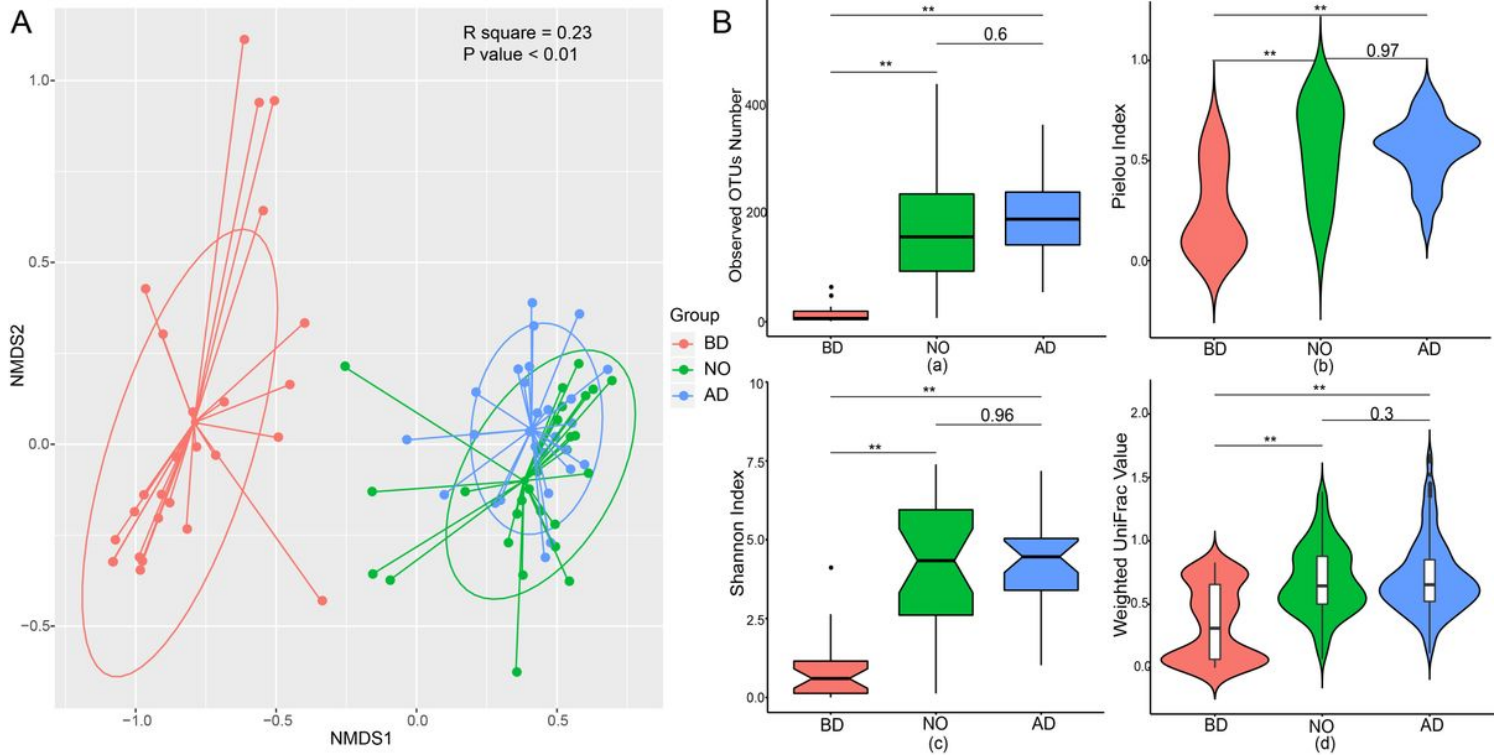 A
R square = 0.23
P value < 0.01
1.0
0.5
0.0
−0.5
NMDS2
−1.0
−0.5
0.0
0.5
NMDS1
Group
BD
NO
AD
B
**
0.6
**
400
200
0
Observed OTUs Number
BD
NO
AD
(a)
**
**
0.97
1.0
0.5
0.0
Pielou Index
BD
NO
AD
(b)
10
7.5
5.0
2.5
0.0
Shannon Index
**
0.96
**
BD
NO
AD
(c)
2.0
1.5
1.0
0.5
0.0
Weighted UniFrac Value
**
0.3
**
BD
NO
AD
(d)